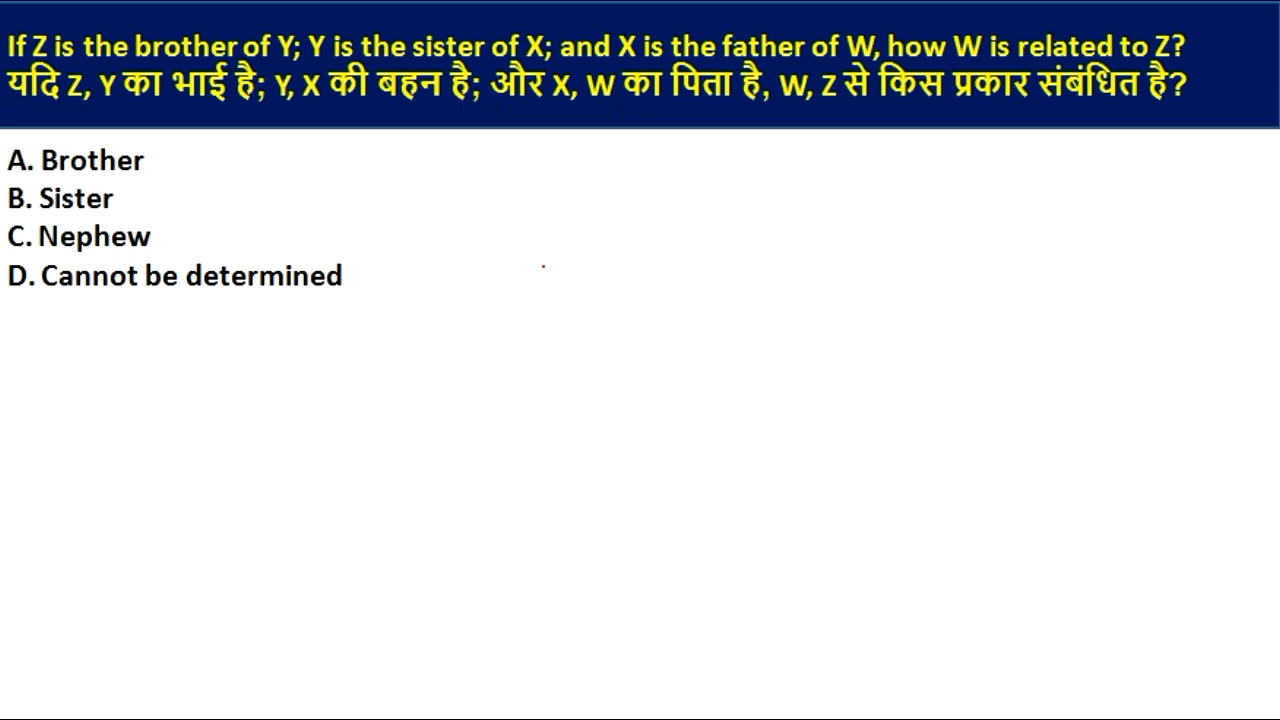 If Z is the brother of Y; Y is the sister of X; and X is the father of W, how W is related to Z?
यदि Z, Y का भाई है; Y, X की बहन है; और X, W का पिता है, W, Z से किस प्रकार संबंधित है?
A. Brother
B. Sister
C. Nephew
D. Cannot be determined